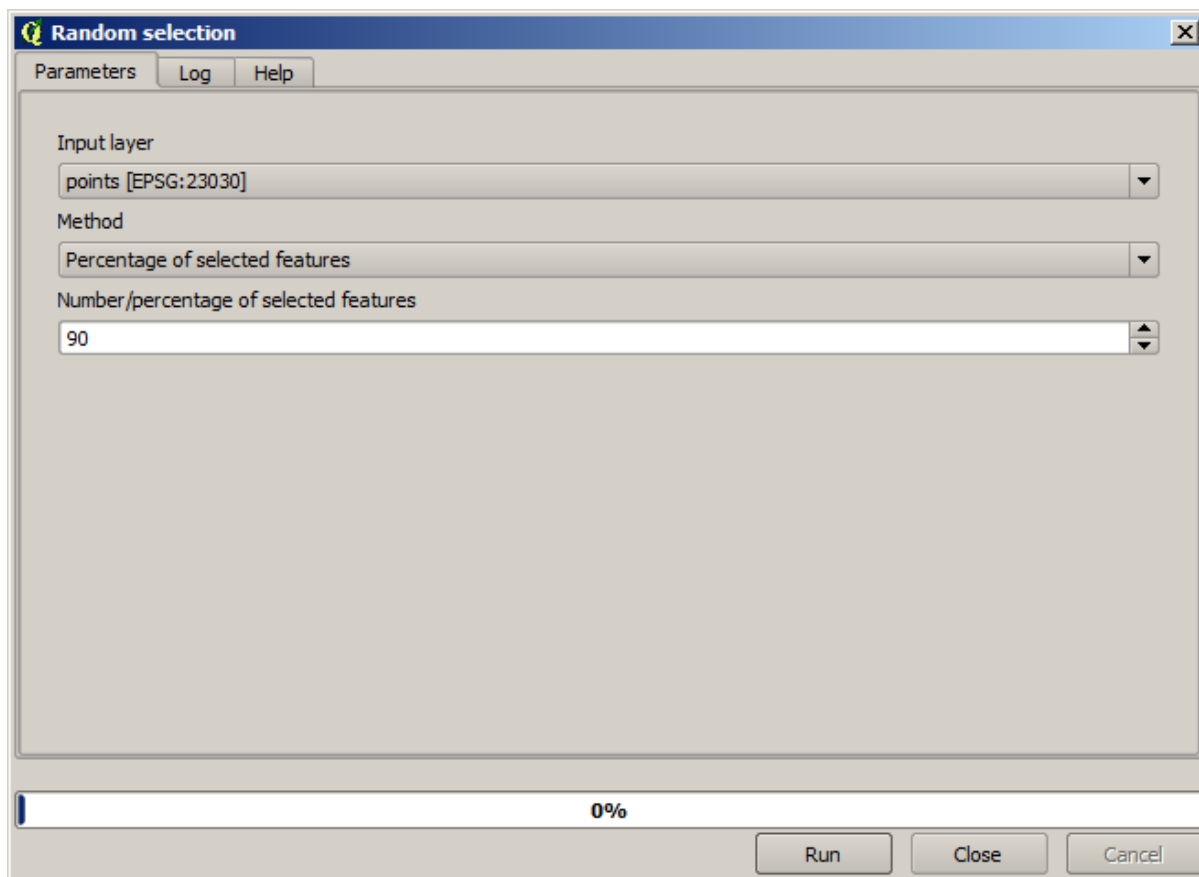 Random selection
Parameters Log Help
Input layer
points [EPSG:23030]
Method
Percentage of selected features
Number/percentage of selected features
90
0%
Run Close Cancel